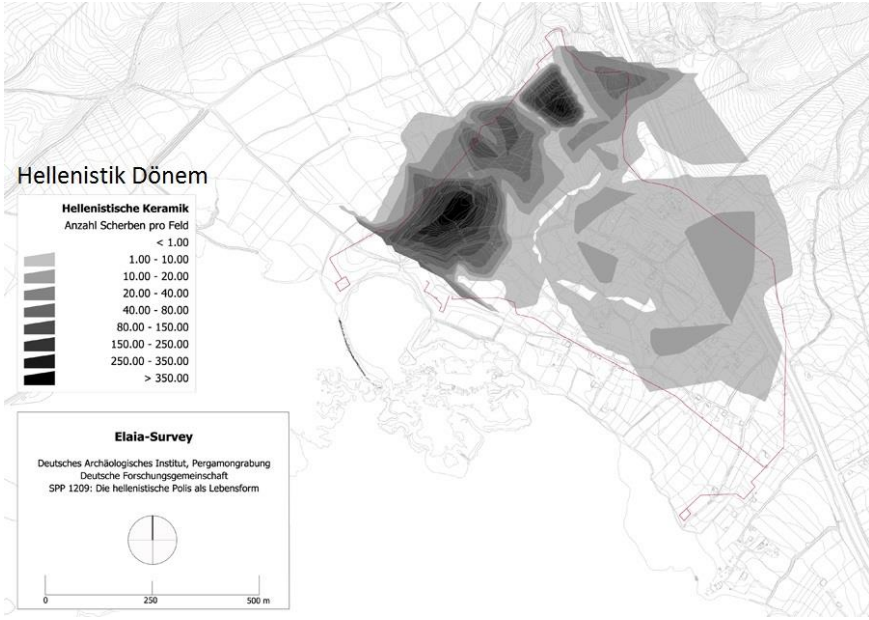 Hellenistik Dönem
Hellenistische Keramik
Anzahl Scherben pro Feld
< 1.00
1.00 - 10.00
10.00 - 20.00
20.00 - 40.00
40.00 - 80.00
80.00 - 150.00
150.00 - 250.00
250.00 - 350.00
> 350.00
Elaia-Survey
Deutsches Archäologisches Institut, Pergamongrabung
Deutsche Forschungsgemeinschaft
SPP 1209: Die hellenistische Polis als Lebensform
0 250 500 m